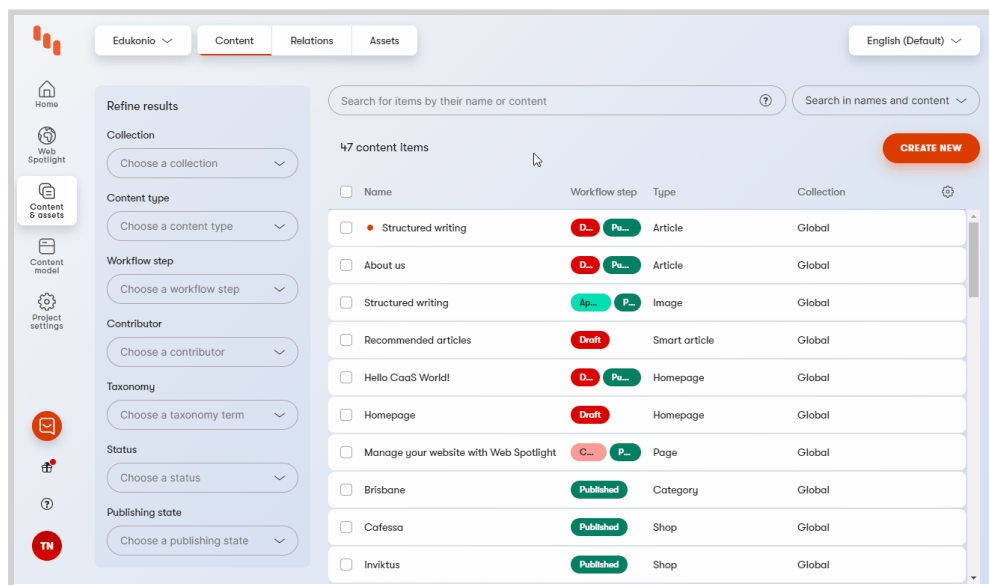 Edukonio
Content
Relations
Assets
English (Default)
Home
Web
Spotlight
Content
& assets
Content
model
Project
settings
TN
Refine results
Collection
Choose a collection
Content type
Choose a content type
Workflow step
Choose a workflow step
Contributor
Choose a contributor
Taxonomy
Choose a taxonomy term
Status
Choose a status
Publishing state
Choose a publishing state
Search for items by their name or content
Search in names and content
47 content items
CREATE NEW
Name Workflow step Type Collection
Structured writing D... Pu... Article Global
About us D... Pu... Article Global
Structured writing Ap... P... Image Global
Recommended articles Draft Smart article Global
Hello CaaS World! D... Pu... Homepage Global
Homepage Draft Homepage Global
Manage your website with Web Spotlight C... P... Page Global
Brisbane Published Category Global
Cafessa Published Shop Global
Inviktus Published Shop Global